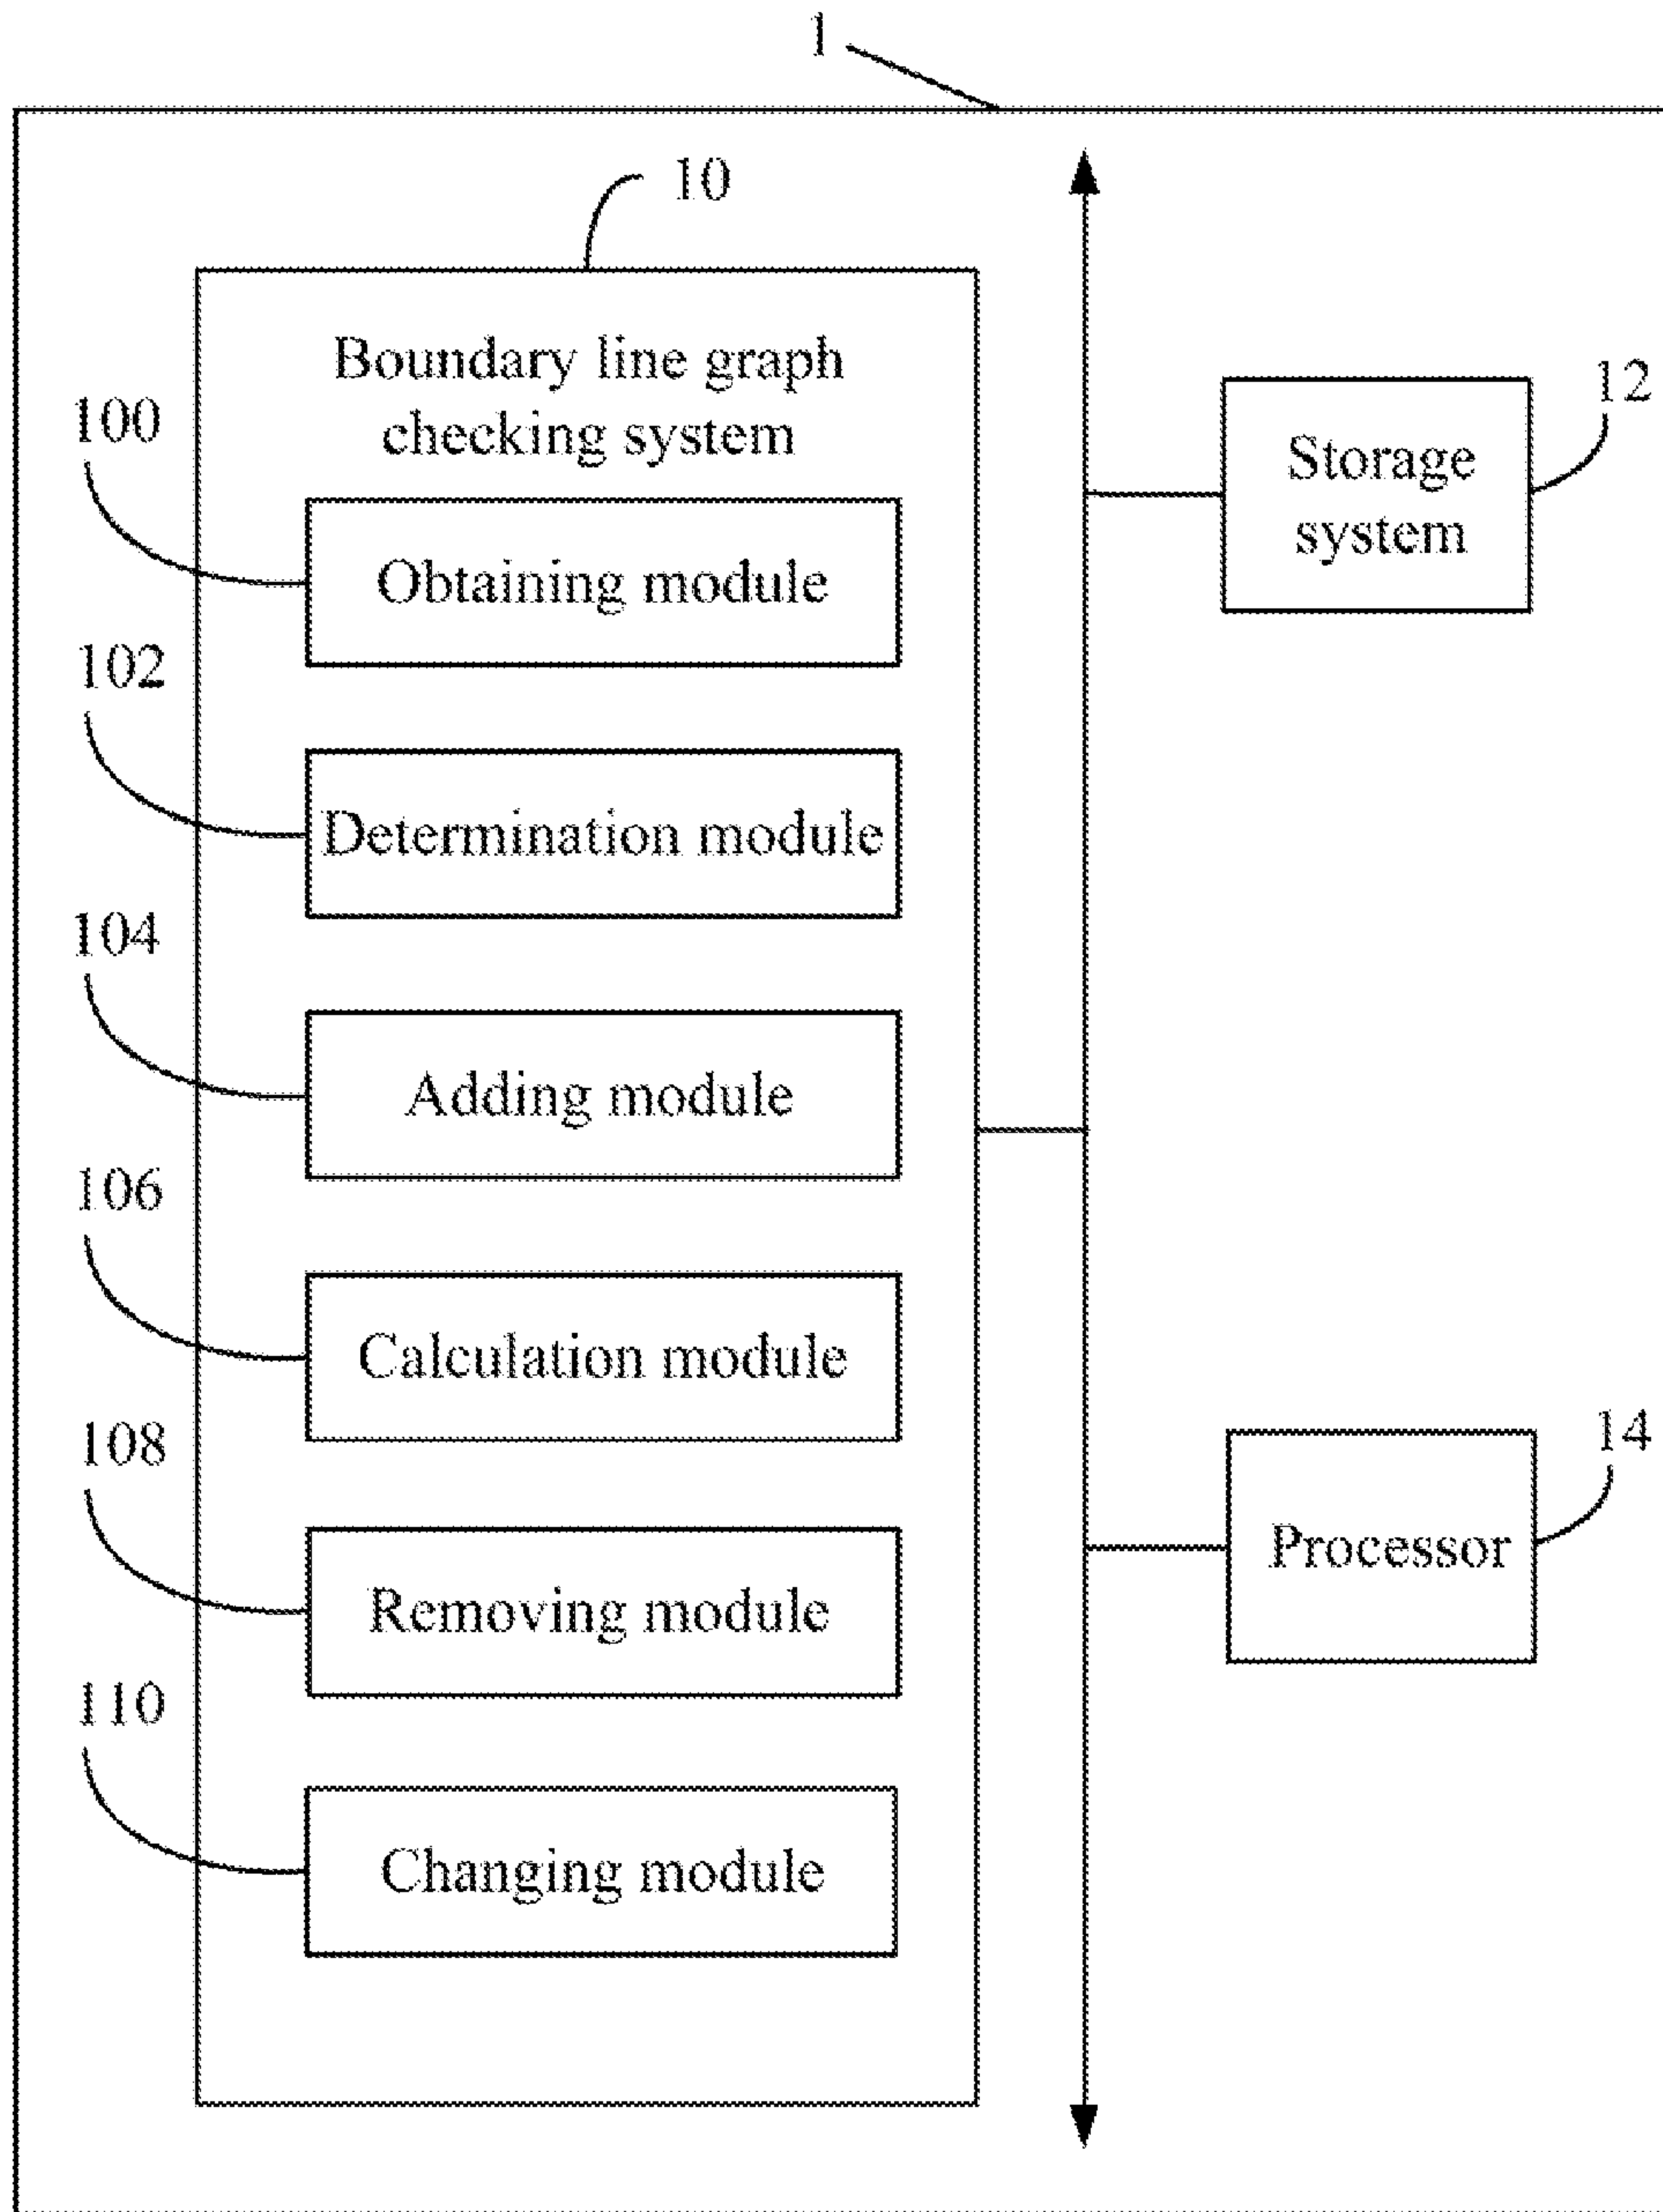 1
10
Boundary line graph
checking system
100
Obtaining module
102
Determination module
104
Adding module
106
Calculation module
108
Removing module
110
Changing module
12
Storage
system
14
Processor